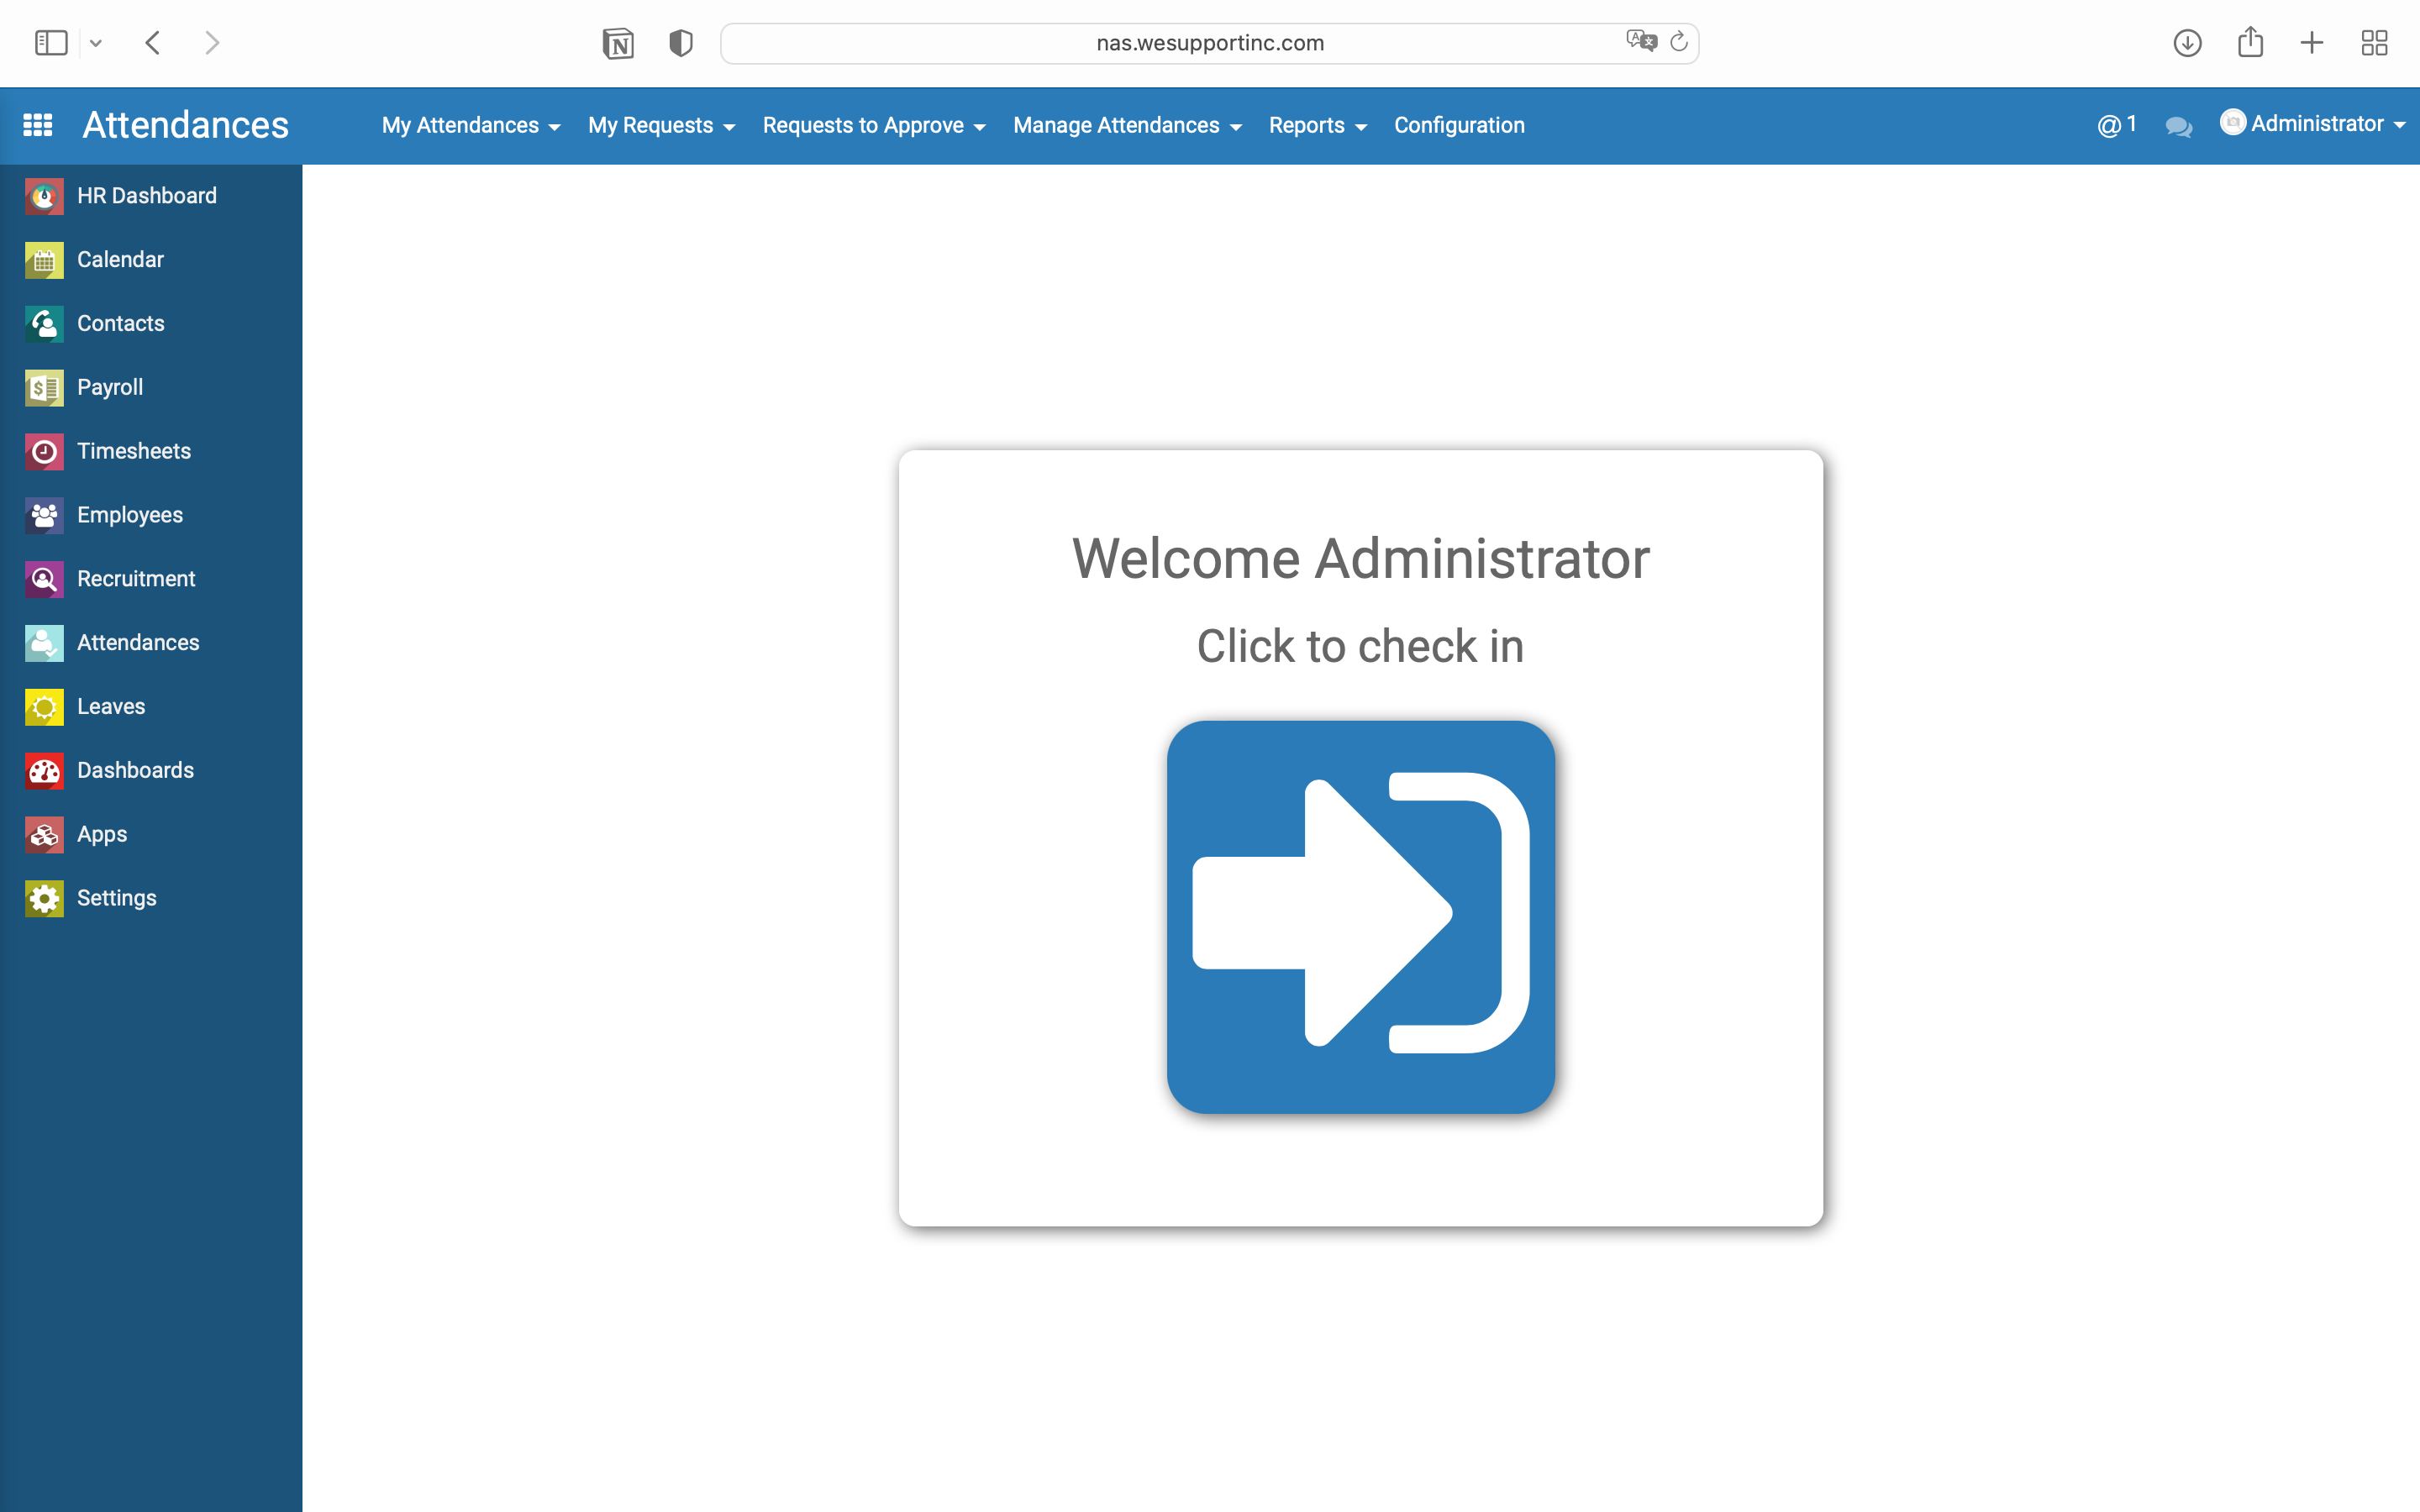 nas.wesupportinc.com
Attendances My Attendances My Requests Requests to Approve Manage Attendances Reports Configuration @ 1 Administrator
HR Dashboard
Calendar
Contacts
Payroll
Timesheets
Employees
Recruitment
Attendances
Leaves
Dashboards
Apps
Settings
Welcome Administrator
Click to check in